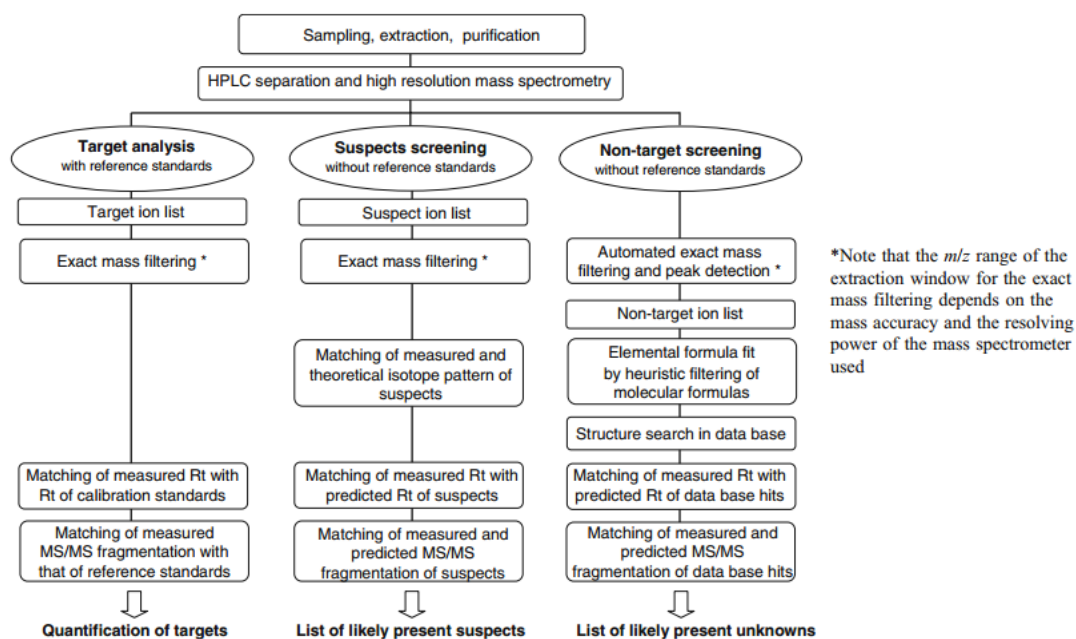 Sampling, extraction, purification
HPLC separation and high resolution mass spectrometry
Target analysis
with reference standards
Target ion list
Exact mass filtering *
Matching of measured Rt with
Rt of calibration standards
Matching of measured
MS/MS fragmentation with
that of reference standards
Quantification of targets
Suspects screening
without reference standards
Suspect ion list
Exact mass filtering *
Matching of measured and
theoretical isotope pattern of
suspects
Matching of measured Rt with
predicted Rt of suspects
Matching of measured and
predicted MS/MS
fragmentation of suspects
List of likely present suspects
Non-target screening
without reference standards
Automated exact mass
filtering and peak detection *
Non-target ion list
Elemental formula fit
by heuristic filtering of
molecular formulas
Structure search in data base
Matching of measured Rt with
predicted Rt of data base hits
Matching of measured and
predicted MS/MS
fragmentation of data base hits
List of likely present unknowns
*Note that the m/z range of the
extraction window for the exact
mass filtering depends on the
mass accuracy and the resolving
power of the mass spectrometer
used